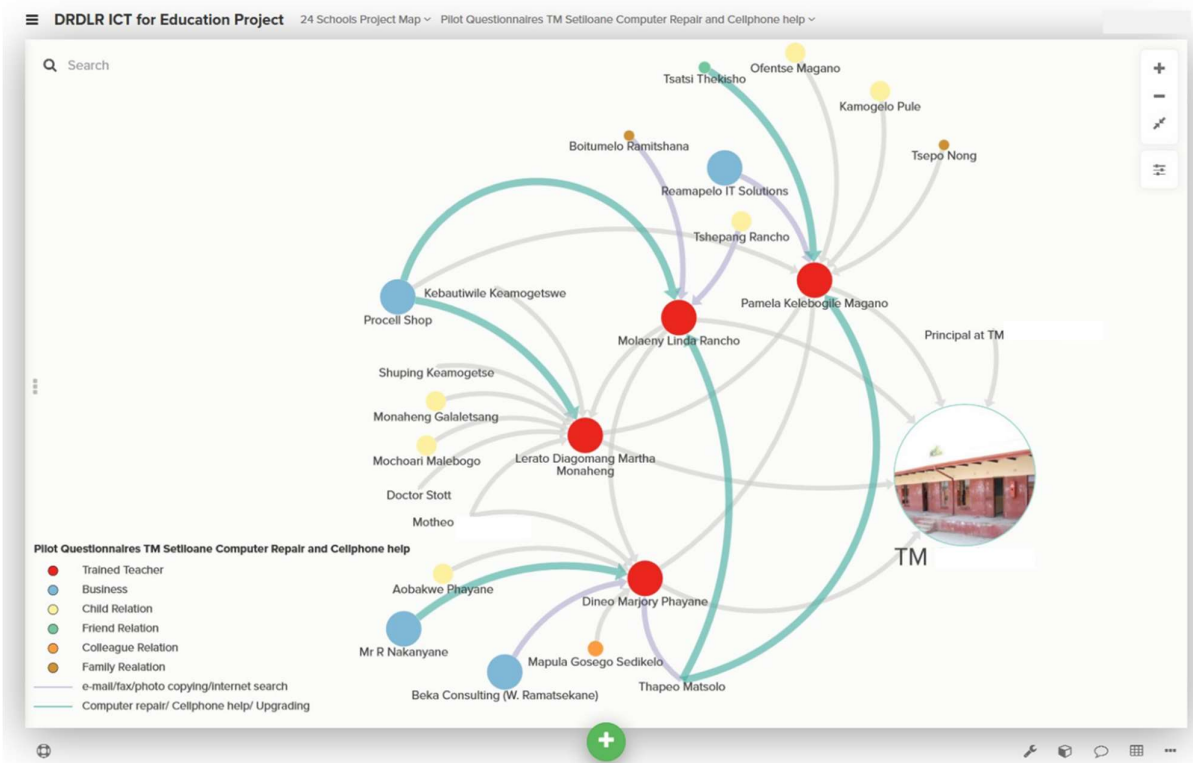 DRDLR ICT for Education Project 24 Schools Project Map Pilot Questionnaires TM Setiloane Computer Repair and Cellphone help
Search
Ofentse Magano
Tsatsi Thekisho
Kamogelo Pule
Boitumelo Ramitshana
Tsepo Nong
Reamapelo IT Solutions
Tshepang Rancho
Kebautiwile Keamogetswe
Pamela Kelebogile Magano
Procell Shop
Molaeny Linda Rancho
Principal at TM
Shuping Keamogetse
Monaheng Galaletsang
Mochoari Malebogo
Lerato Diagomang Martha
Monaheng
Doctor Stott
Motheo
TM
Aobakwe Phayane
Dineo Marjory Phayane
Mr R Nakanyane
Mapula Gosego Sedikelo
Beka Consulting (W. Ramatsekane)
Thapeo Matsolo
Pilot Questionnaires TM Setiloane Computer Repair and Cellphone help
Trained Teacher
Business
Child Relation
Friend Relation
Colleague Relation
Family Realation
e-mail/fax/photo copying/internet search
Computer repair/ Cellphone help/ Upgrading